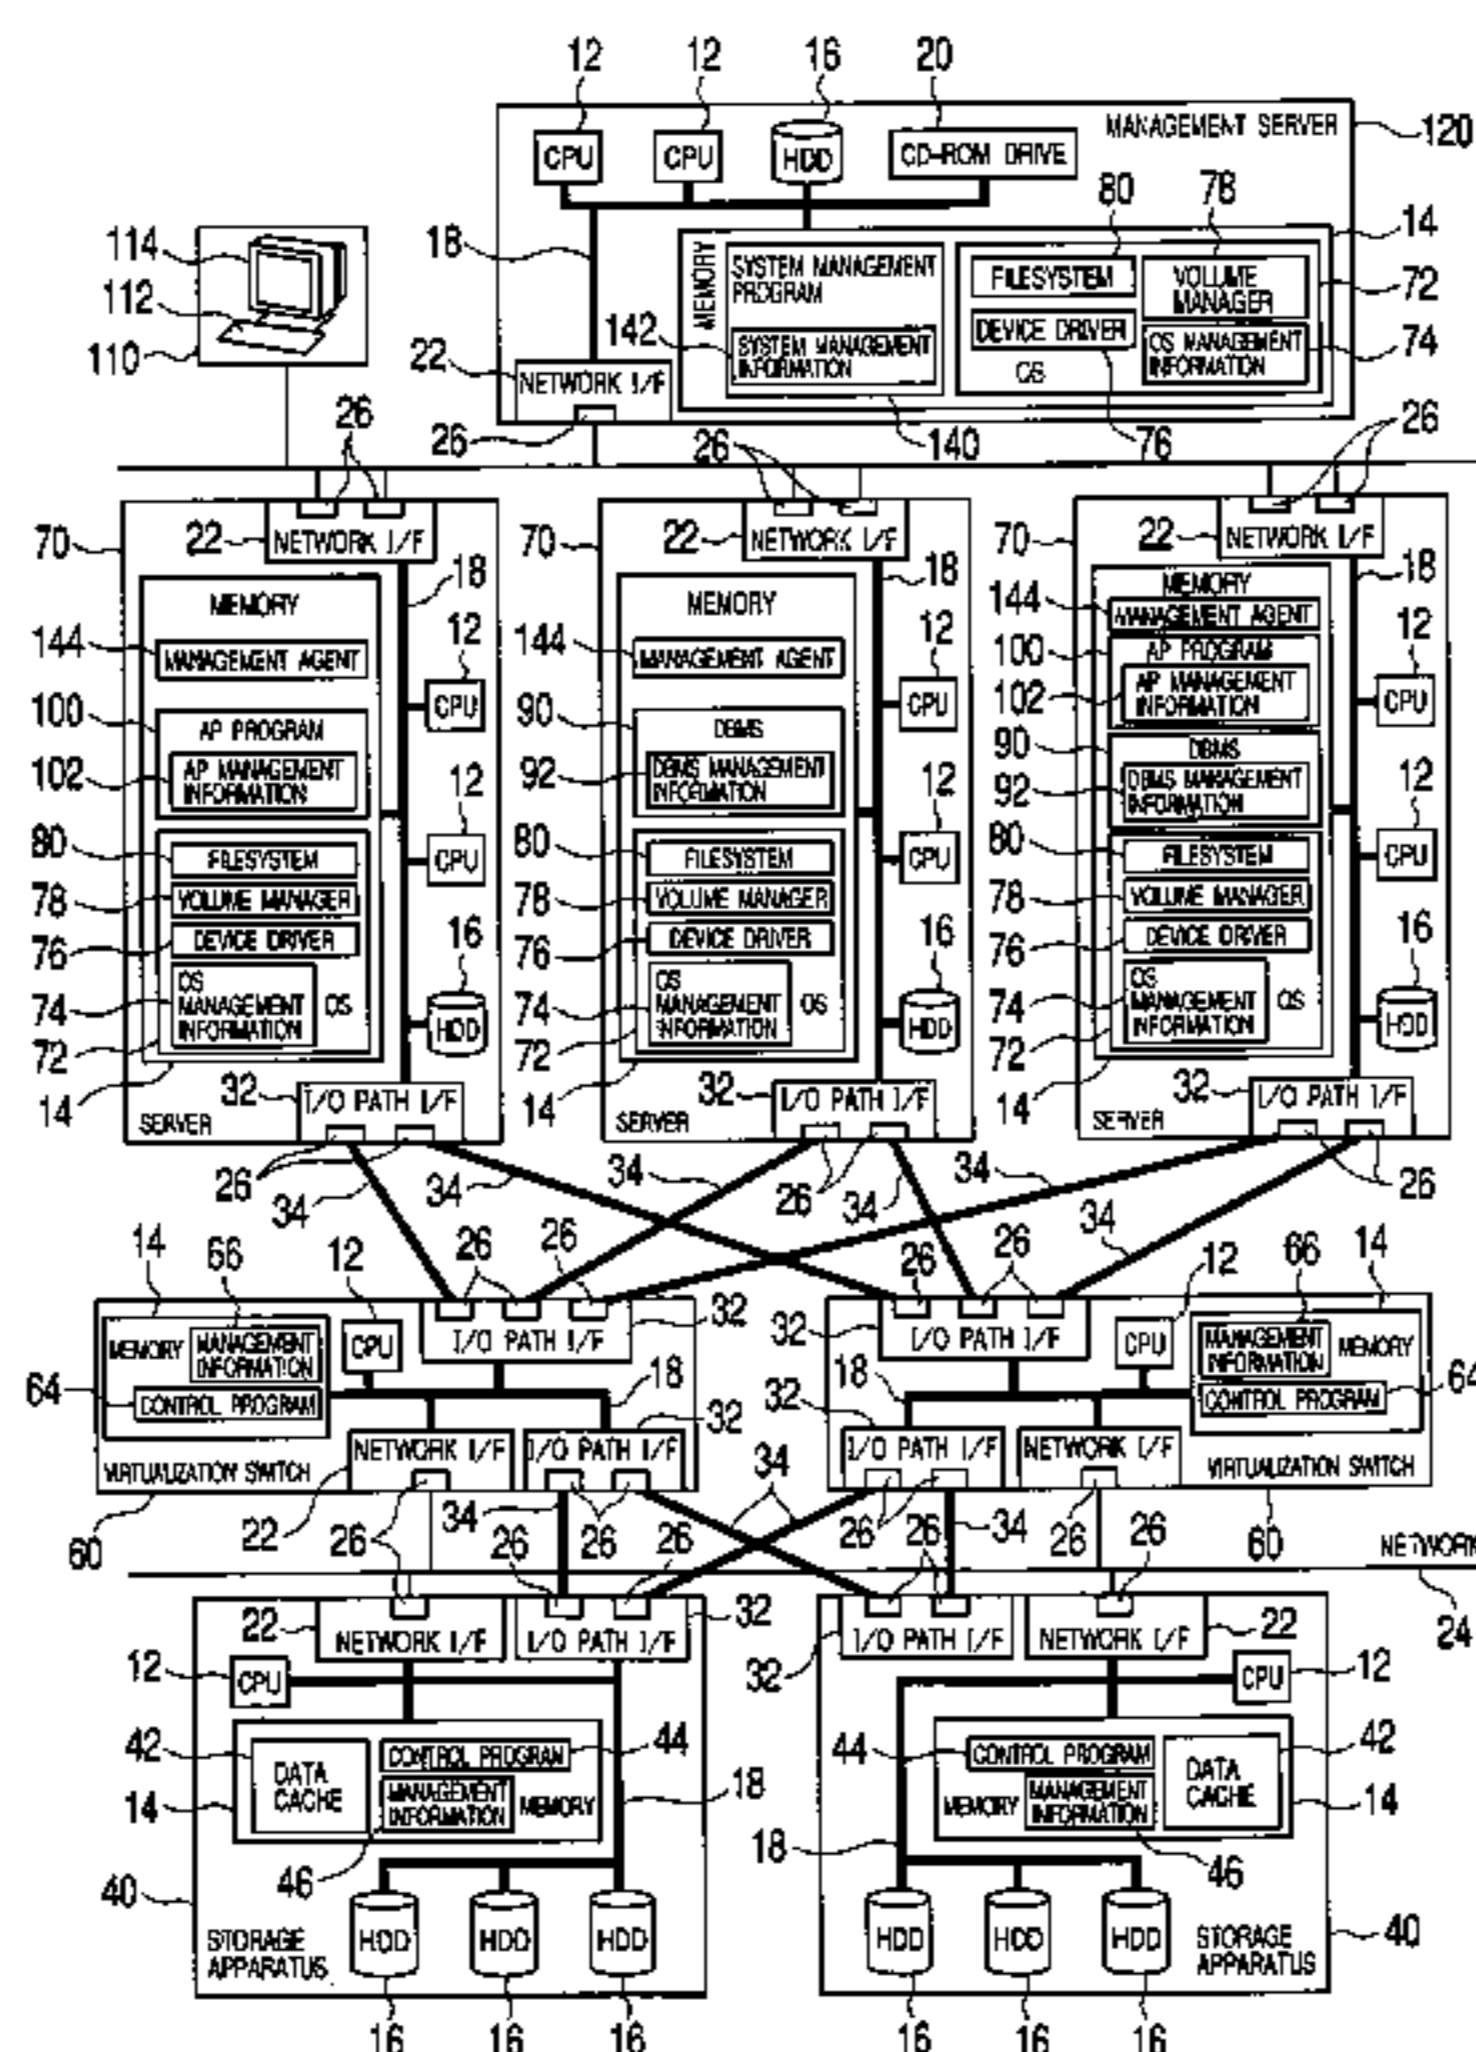 12 12 16 20
MANAGEMENT SERVER 120
CPU CPU HDD CD-ROM DRIVE
80 78
114 18 14
MEMORY
SYSTEM MANAGEMENT
PROGRAM
FILESYSTEM
VOLUME
MANAGER
72
112
142
SYSTEM MANAGEMENT
INFORMATION
DEVICE DRIVER
OS
OS MANAGEMENT
INFORMATION
74
110
22
NETWORK I/F
26 26 140 26 76 26
70 22 NETWORK I/F 18
MEMORY
144 MANAGEMENT AGENT
12
CPU
100 AP PROGRAM
102 AP MANAGEMENT
INFORMATION
12
CPU
80 FILESYSTEM
78 VOLUME MANAGER
76 DEVICE DRIVER
16
HDD
74 OS
MANAGEMENT
INFORMATION
OS
72
14
32 I/O PATH I/F
SERVER
26
26
70 22 NETWORK I/F 18
MEMORY
144 MANAGEMENT AGENT
12
CPU
90 DBMS
92 DBMS MANAGEMENT
INFORMATION
12
CPU
80 FILESYSTEM
78 VOLUME MANAGER
76 DEVICE DRIVER
16
HDD
74 OS
MANAGEMENT
INFORMATION
OS
72
14
32 I/O PATH I/F
SERVER
26
70 22 NETWORK I/F 18
MEMORY
144 MANAGEMENT AGENT
100 AP PROGRAM
12
CPU
102 AP MANAGEMENT
INFORMATION
90 DBMS
92 DBMS MANAGEMENT
INFORMATION
12
CPU
80 FILESYSTEM
78 VOLUME MANAGER
76 DEVICE DRIVER
16
HDD
74 OS
MANAGEMENT
INFORMATION
OS
72
14
32 I/O PATH I/F
SERVER
26
34 34 34 34 34 34
14 66 12 26 26
MEMORY
MANAGEMENT
INFORMATION
CPU
I/O PATH I/F
32
64 CONTROL PROGRAM
18
32
NETWORK I/F
I/O PATH I/F
VIRTUALIZATION SWITCH
60 22 26 34 26 26 26
26 26 12 66 14
32 I/O PATH I/F
CPU
MANAGEMENT
INFORMATION
MEMORY
18
CONTROL PROGRAM 64
32
I/O PATH I/F
NETWORK I/F
VIRTUALIZATION SWITCH
34
26 26 34 26 26 60
NETWORK
24
22 NETWORK I/F
I/O PATH I/F 32
12 CPU
42 DATA
CACHE
CONTROL PROGRAM 44
MANAGEMENT
INFORMATION
MEMORY
14
18
46
40
HDD HDD HDD
STORAGE
APPARATUS
16 16 16
32 I/O PATH I/F
NETWORK I/F 22
CPU 12
44 CONTROL PROGRAM
DATA
CACHE
42
MEMORY
MANAGEMENT
INFORMATION
14
18
46
HDD HDD HDD
STORAGE
APPARATUS
40
16 16 16